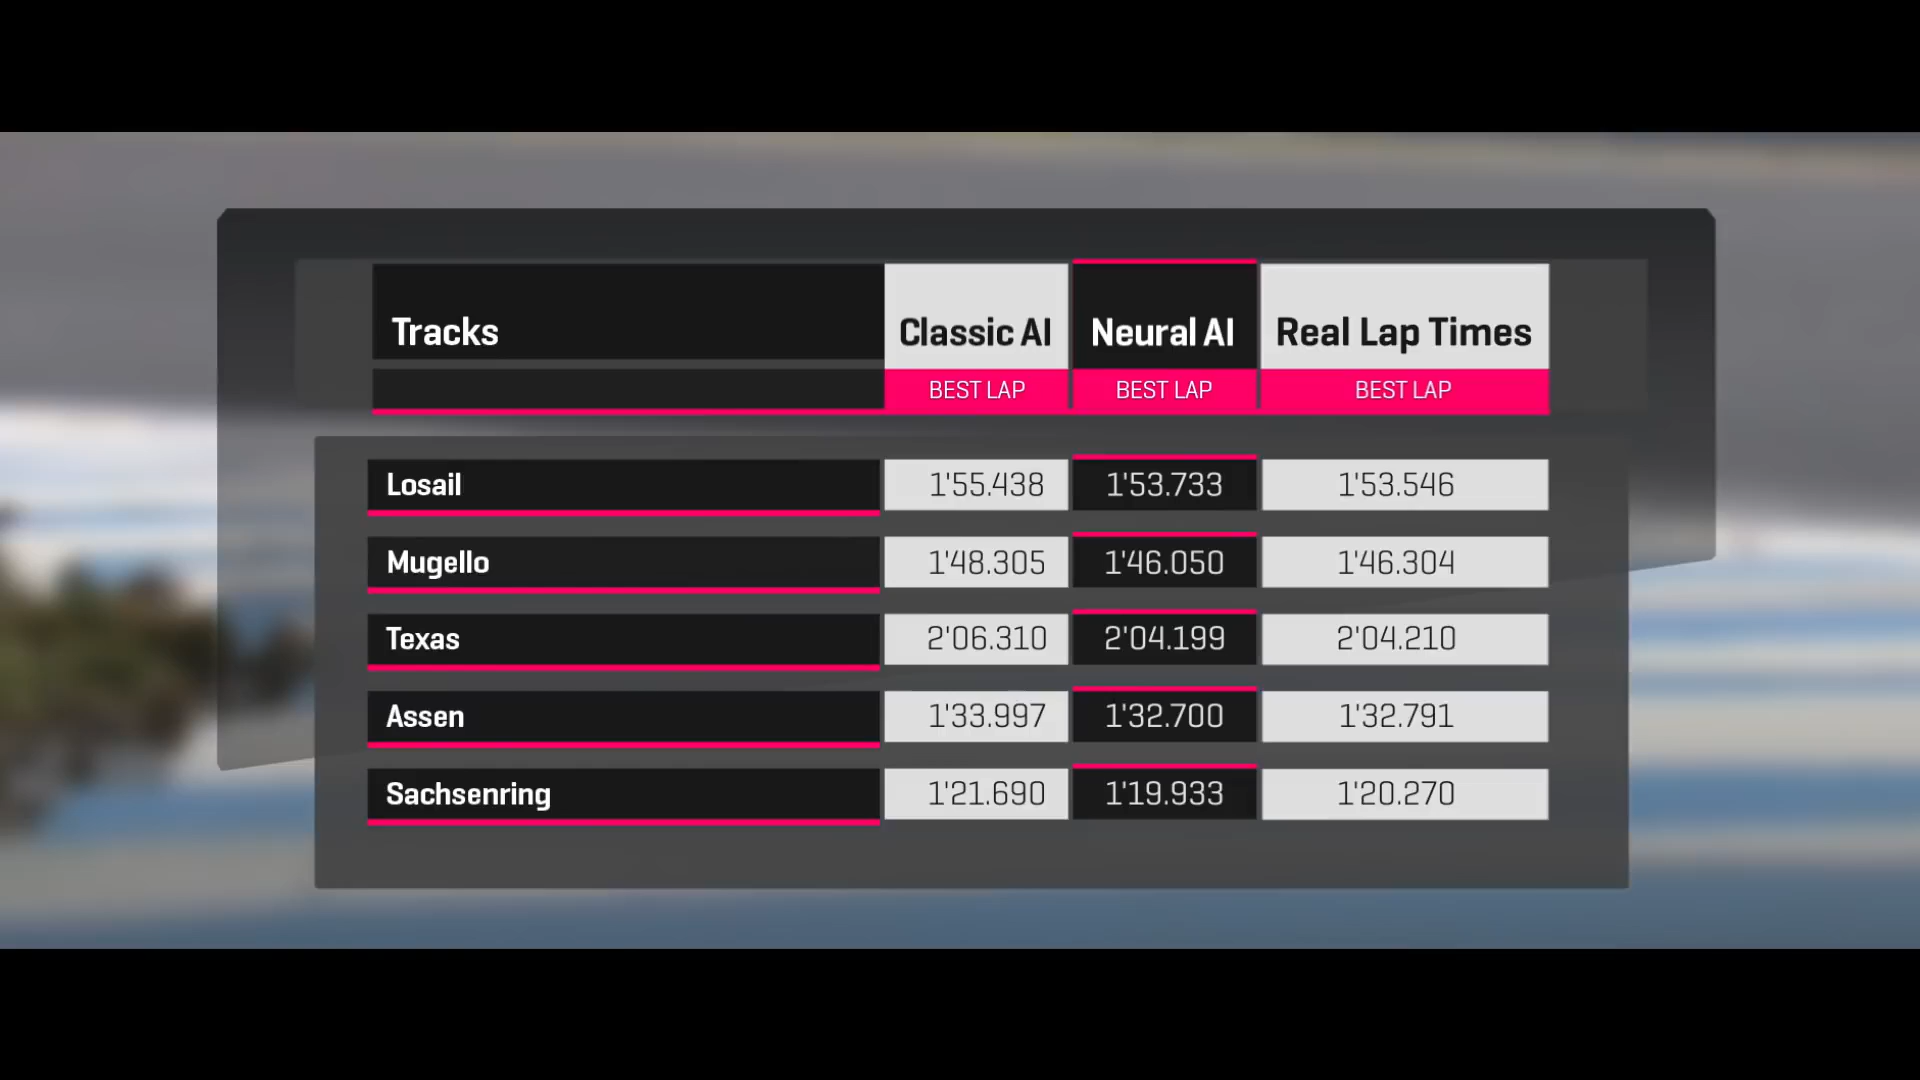 Tracks Classic AI Neural AI Real Lap Times
BEST LAP BEST LAP BEST LAP
Losail 1'55.438 1'53.733 1'53.546
Mugello 1'48.305 1'46.050 1'46.304
Texas 2'06.310 2'04.199 2'04.210
Assen 1'33.997 1'32.700 1'32.791
Sachsenring 1'21.690 1'19.933 1'20.270